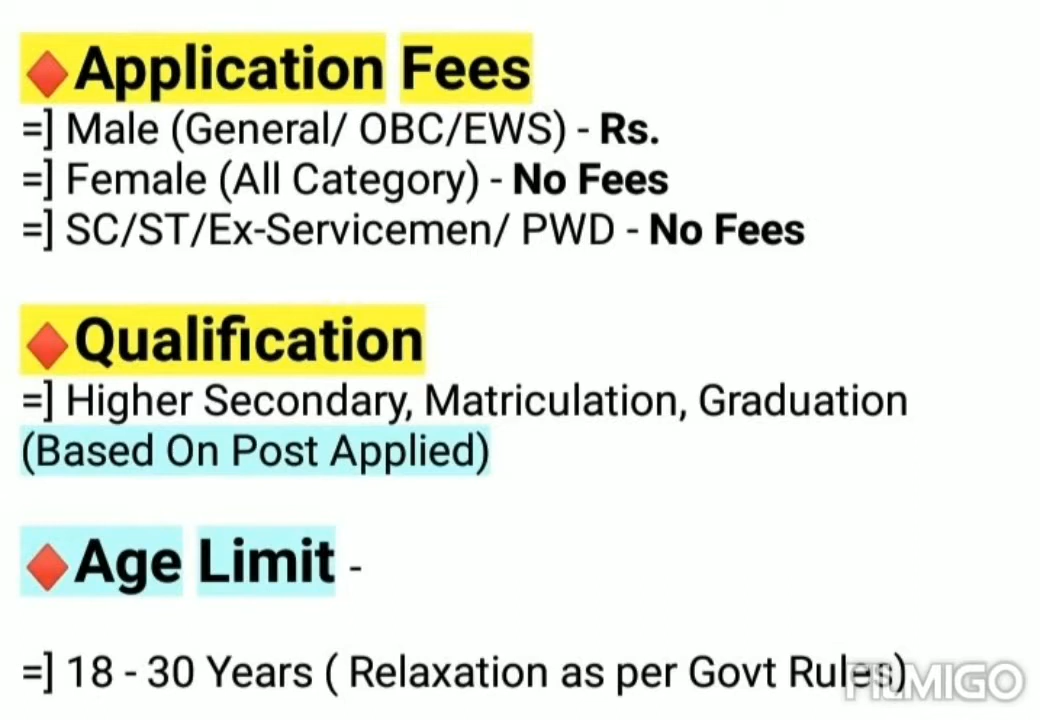 ♦Application Fees
=] Male (General/ OBC/EWS) - Rs.
=] Female (All Category) - No Fees
=] SC/ST/Ex-Servicemen/ PWD - No Fees
♦Qualification
=] Higher Secondary, Matriculation, Graduation
(Based On Post Applied)
♦Age Limit -
=] 18 - 30 Years ( Relaxation as per Govt Rules)
FILMIGO